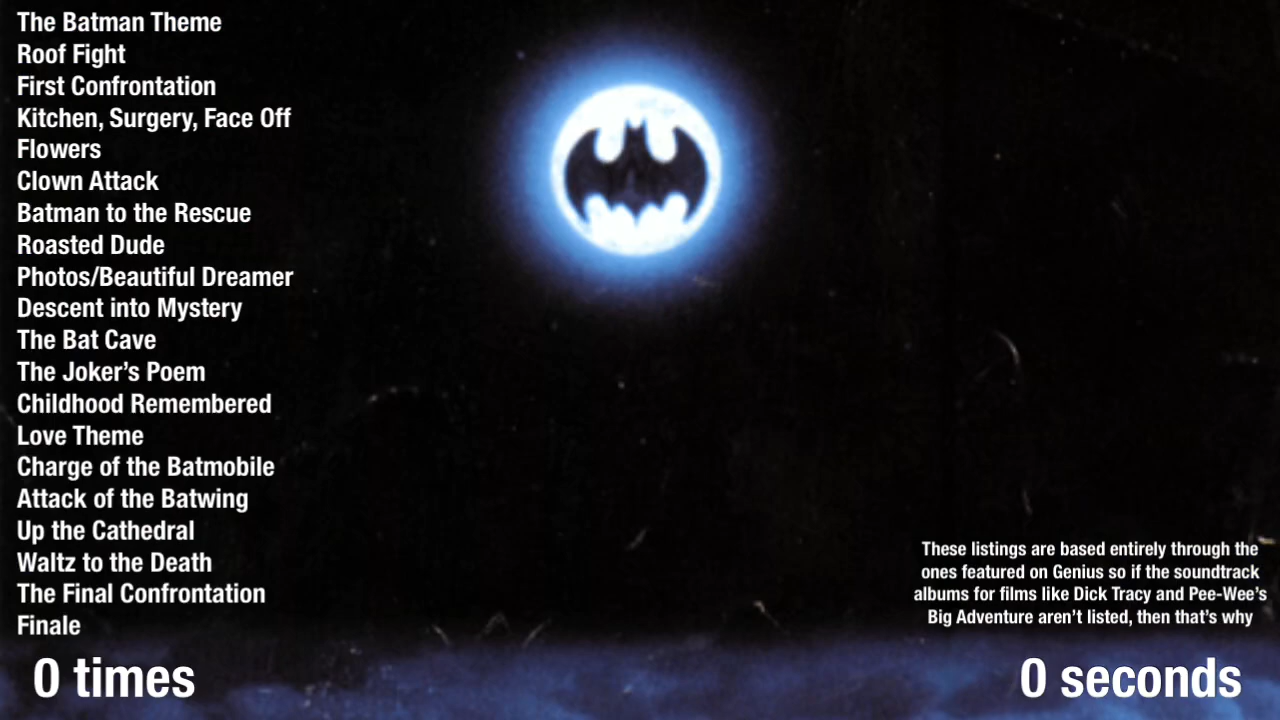 The Batman Theme
Roof Fight
First Confrontation
Kitchen, Surgery, Face Off
Flowers
Clown Attack
Batman to the Rescue
Roasted Dude
Photos/Beautiful Dreamer
Descent into Mystery
The Bat Cave
The Joker’s Poem
Childhood Remembered
Love Theme
Charge of the Batmobile
Attack of the Batwing
Up the Cathedral
Waltz to the Death
The Final Confrontation
Finale
0 times
These listings are based entirely through the
ones featured on Genius so if the soundtrack
albums for films like Dick Tracy and Pee-Wee’s
Big Adventure aren’t listed, then that’s why
0 seconds